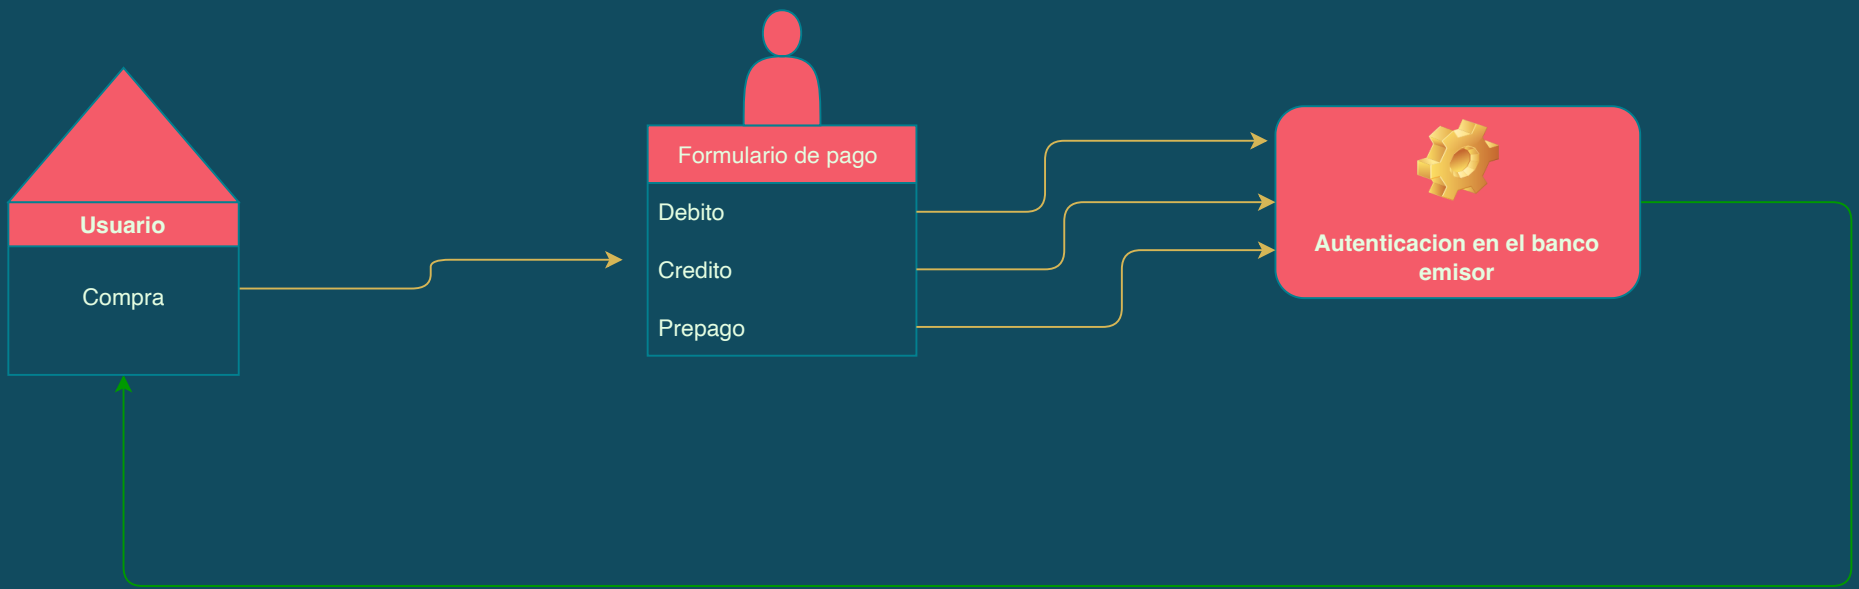 Usuario
Compra
Formulario de pago
Debito
Credito
Prepago
Autenticacion en el banco
emisor